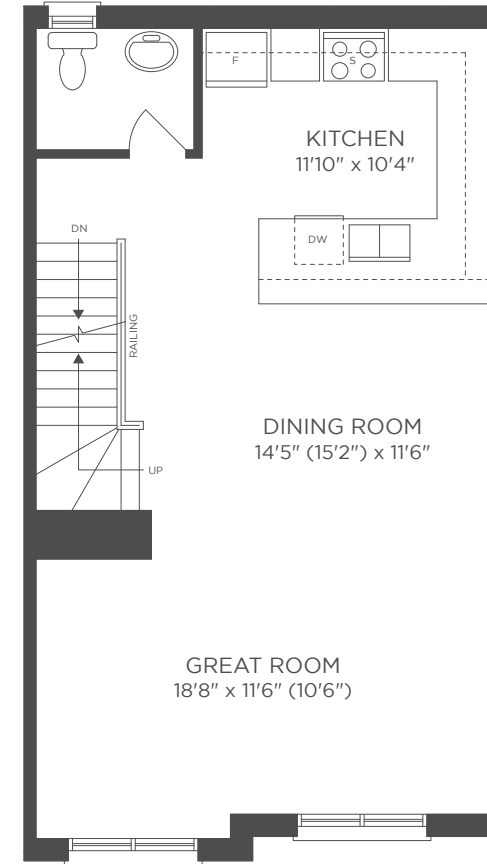 F
S
KITCHEN
11'10" x 10'4"
DN
DW
RAILING
DINING ROOM
14'5" (15'2") x 11'6"
UP
GREAT ROOM
18'8" x 11'6" (10'6")